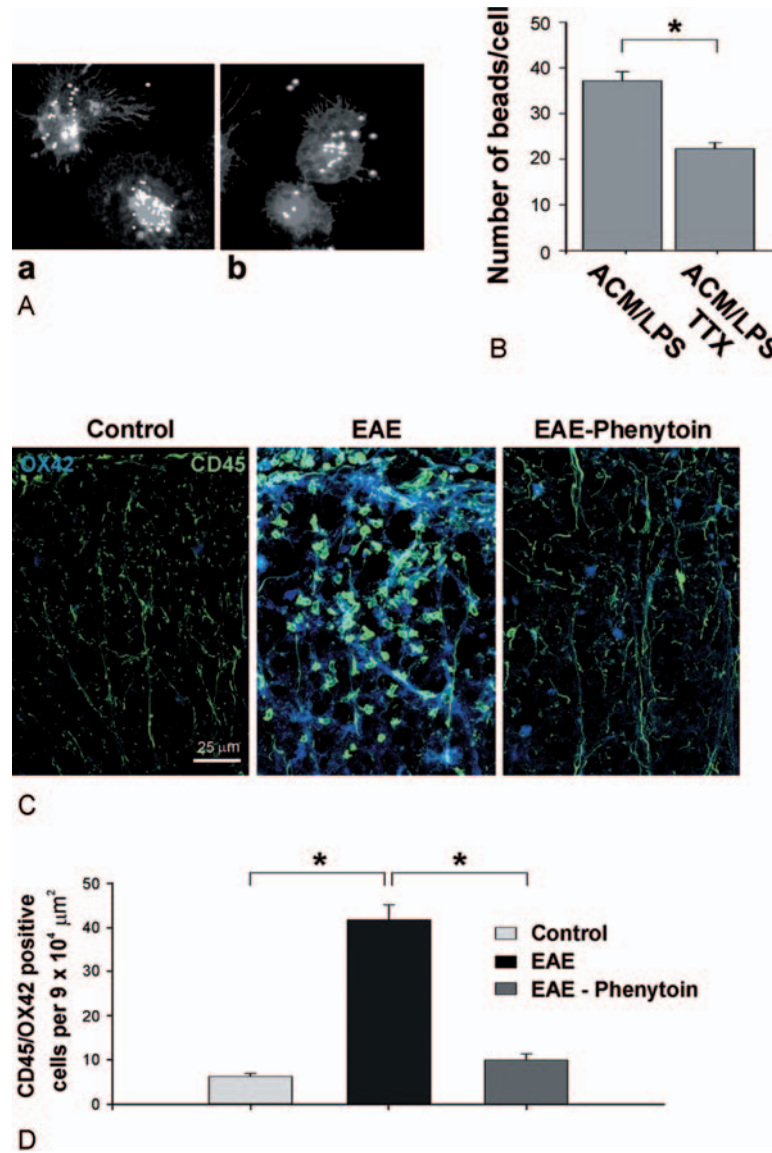 a
b
A
Number of beads/cell
50
40
30
20
10
0
*
ACM/LPS
ACM/LPS
TTX
B
Control
EAE
EAE-Phenytoin
OX42
CD45
25 μm
C
CD45/OX42 positive
cells per 9 x 10⁴ μm²
50
40
30
20
10
0
*
*
Control
EAE
EAE - Phenytoin
D